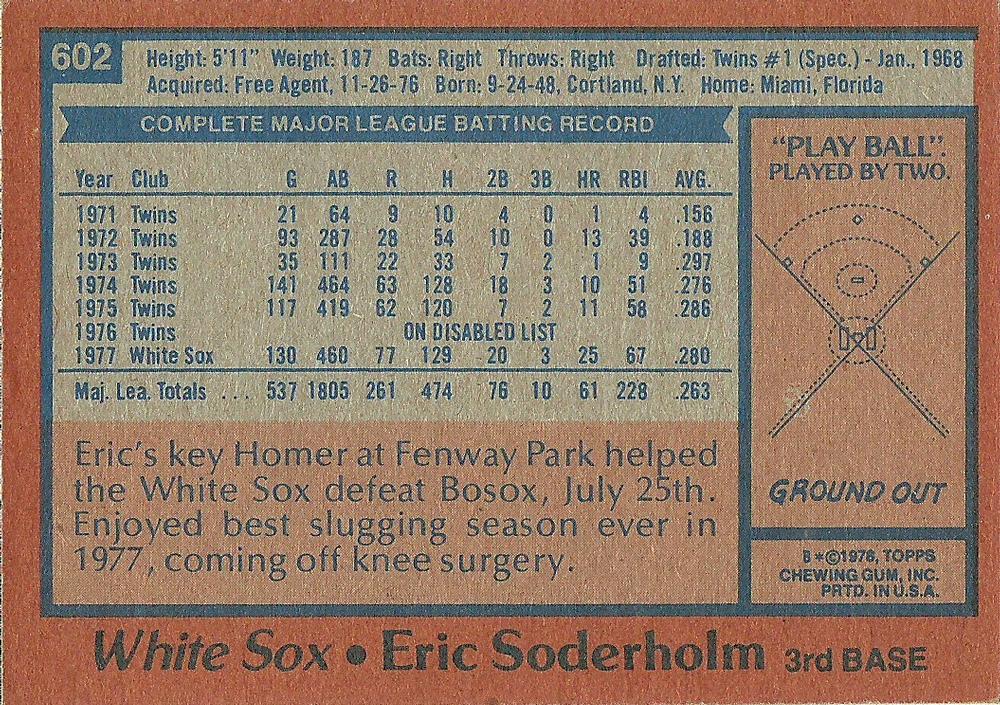 602
Height: 5'11" Weight: 187 Bats: Right Throws: Right Drafted: Twins #1 (Spec.) - Jan., 1968
Acquired: Free Agent, 11-26-76 Born: 9-24-48, Cortland, N.Y. Home: Miami, Florida
COMPLETE MAJOR LEAGUE BATTING RECORD
Year Club G AB R H 2B 3B HR RBI AVG.
1971 Twins 21 64 9 10 4 0 1 4 .156
1972 Twins 93 287 28 54 10 0 13 39 .188
1973 Twins 35 111 22 33 7 2 1 9 .297
1974 Twins 141 464 63 128 18 3 10 51 .276
1975 Twins 117 419 62 120 7 2 11 58 .286
1976 Twins ON DISABLED LIST
1977 White Sox 130 460 77 129 20 3 25 67 .280
Maj. Lea. Totals ... 537 1805 261 474 76 10 61 228 .263
Eric's key Homer at Fenway Park helped
the White Sox defeat Bosox, July 25th.
Enjoyed best slugging season ever in
1977, coming off knee surgery.
"PLAY BALL".
PLAYED BY TWO.
GROUND OUT
B*©1978, TOPPS
CHEWING GUM, INC.
PRTD. IN U.S.A.
White Sox • Eric Soderholm 3rd BASE